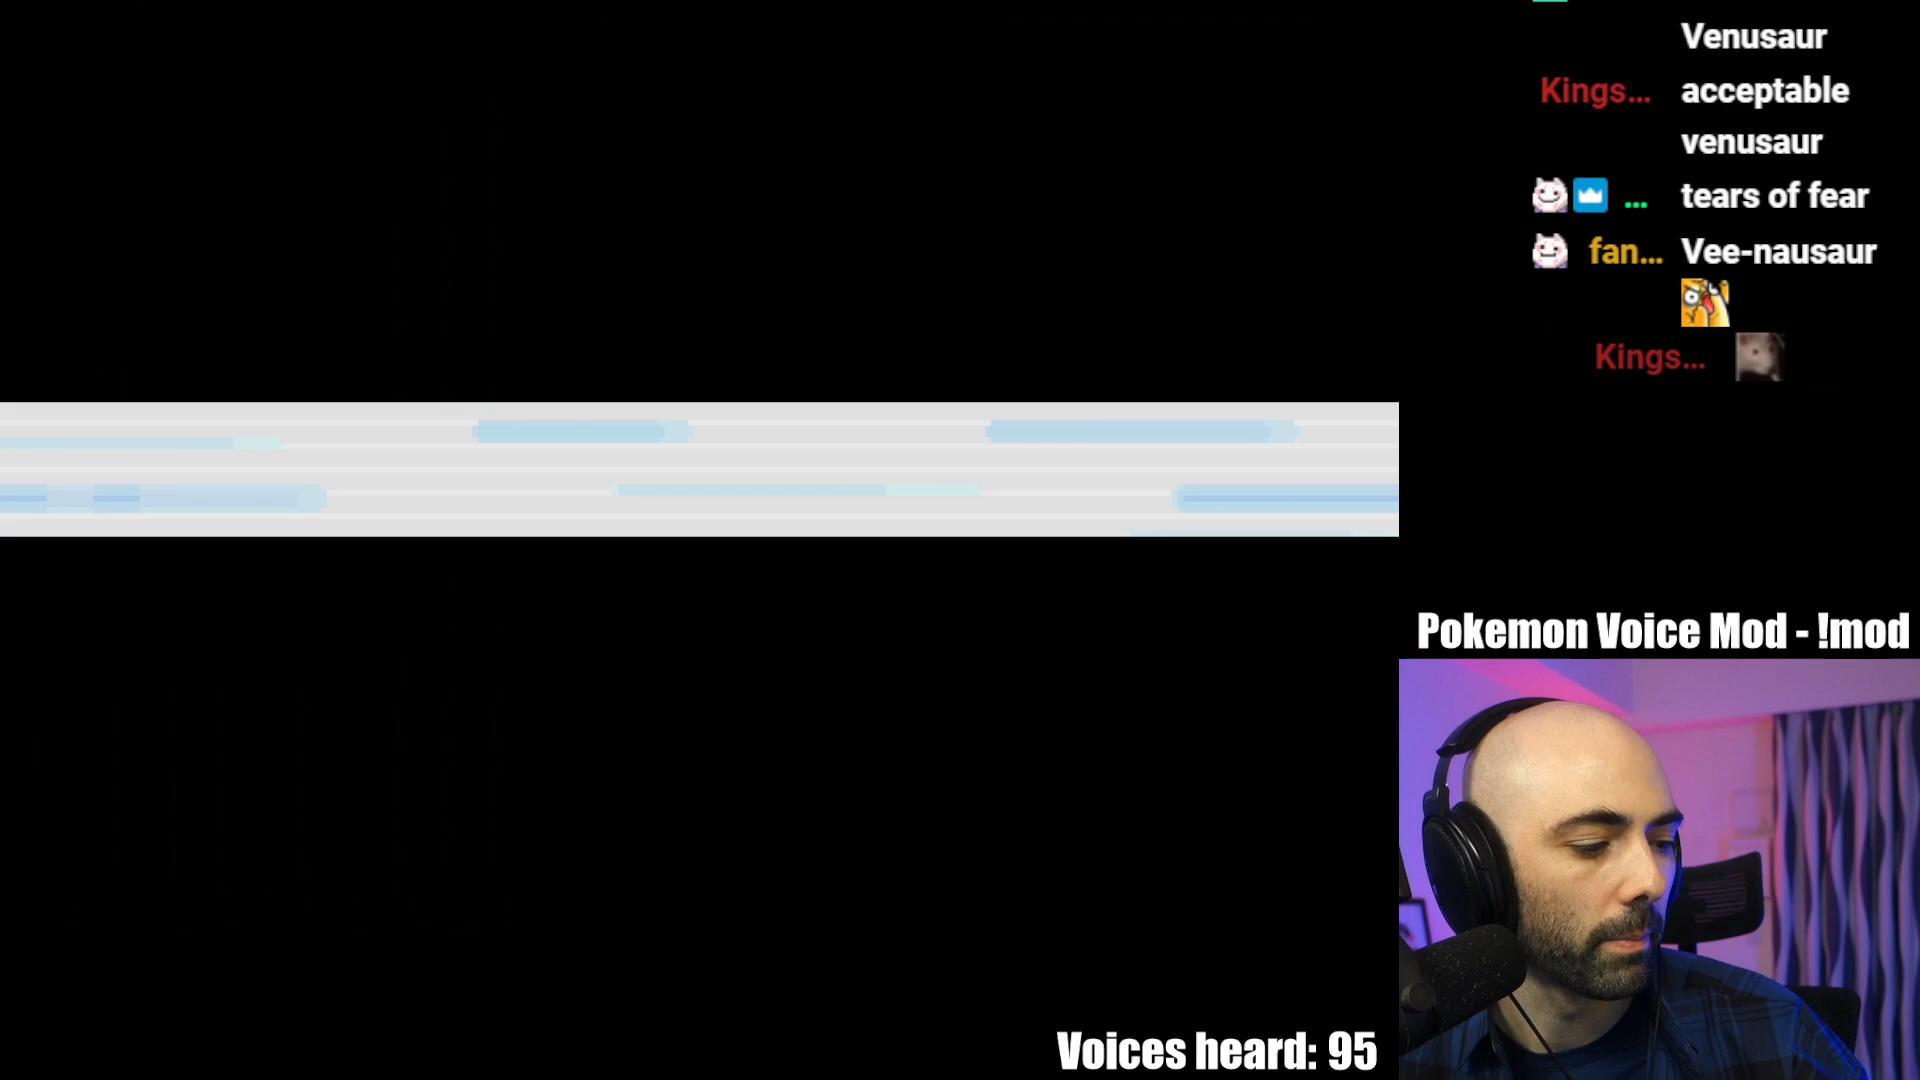 Venusaur
Kings... acceptable
venusaur
... tears of fear
fan... Vee-nausaur
Kings...
Pokemon Voice Mod - !mod
Voices heard: 95